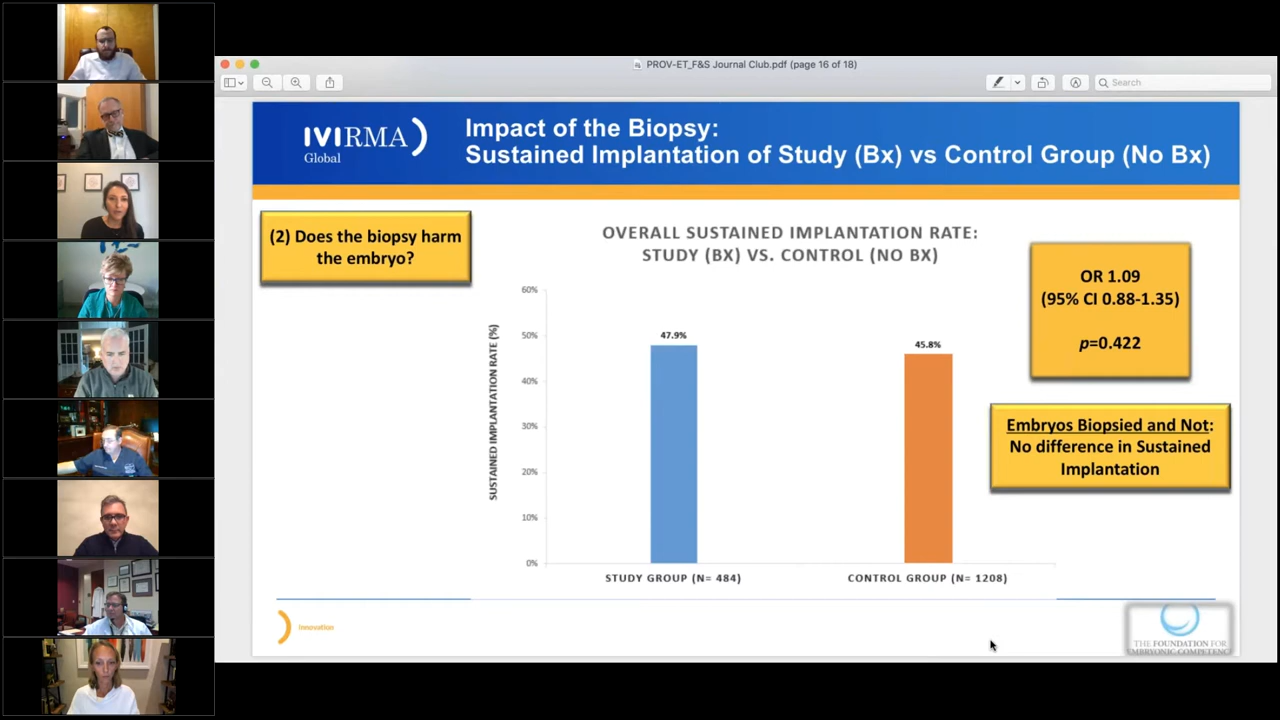 PROV-ET_F&S Journal Club.pdf (page 16 of 18)
Search
IVIRMA
Global
Impact of the Biopsy:
Sustained Implantation of Study (Bx) vs Control Group (No Bx)
(2) Does the biopsy harm
the embryo?
OVERALL SUSTAINED IMPLANTATION RATE:
STUDY (BX) VS. CONTROL (NO BX)
SUSTAINED IMPLANTATION RATE (%)
60%
50%
40%
30%
20%
10%
0%
47.9%
45.8%
STUDY GROUP (N= 484)
CONTROL GROUP (N= 1208)
OR 1.09
(95% CI 0.88-1.35)
p=0.422
Embryos Biopsied and Not:
No difference in Sustained
Implantation
Innovation
THE FOUNDATION FOR
EMBRYONIC COMPETENCE